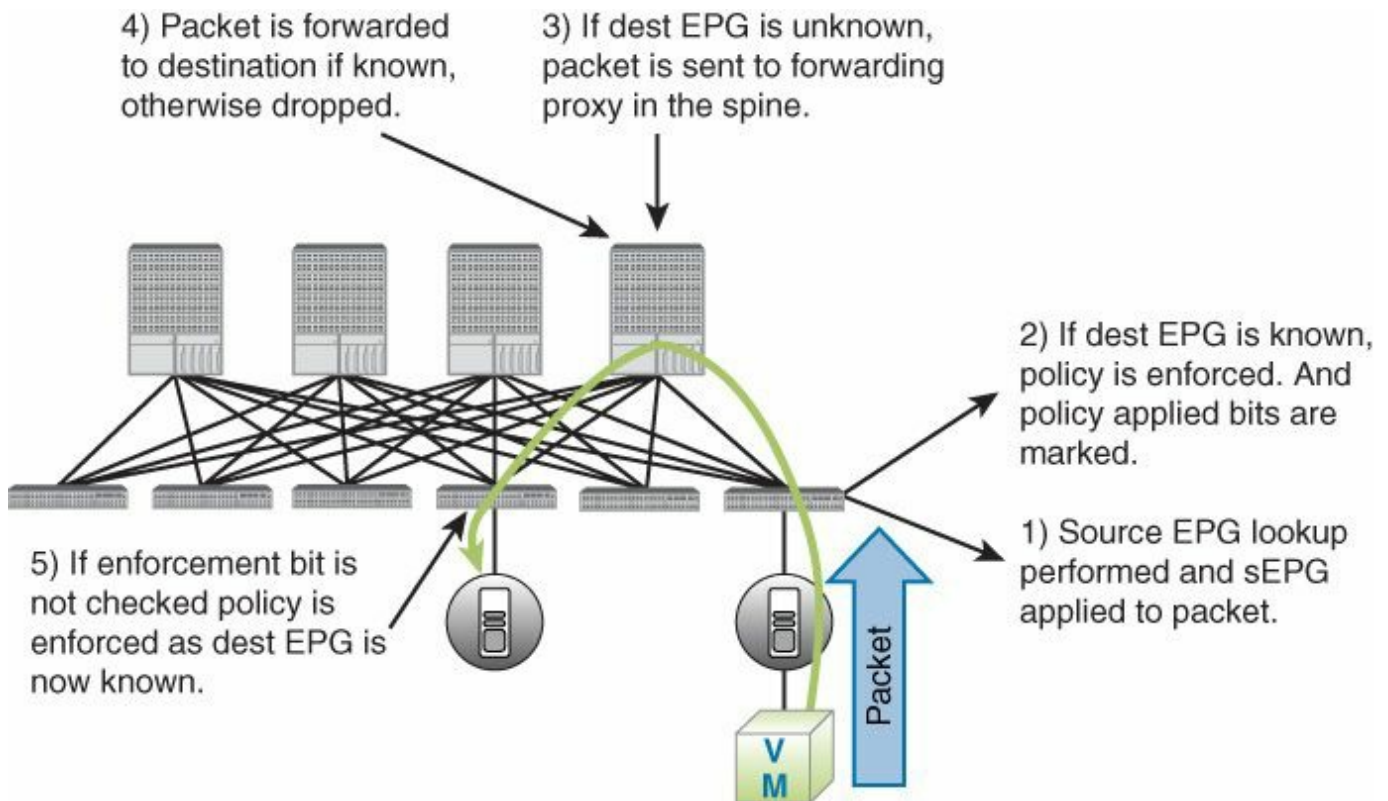 4) Packet is forwarded
to destination if known,
otherwise dropped.
3) If dest EPG is unknown,
packet is sent to forwarding
proxy in the spine.
2) If dest EPG is known,
policy is enforced. And
policy applied bits are
marked.
1) Source EPG lookup
performed and sEPG
applied to packet.
5) If enforcement bit is
not checked policy is
enforced as dest EPG is
now known.
Packet
V
M